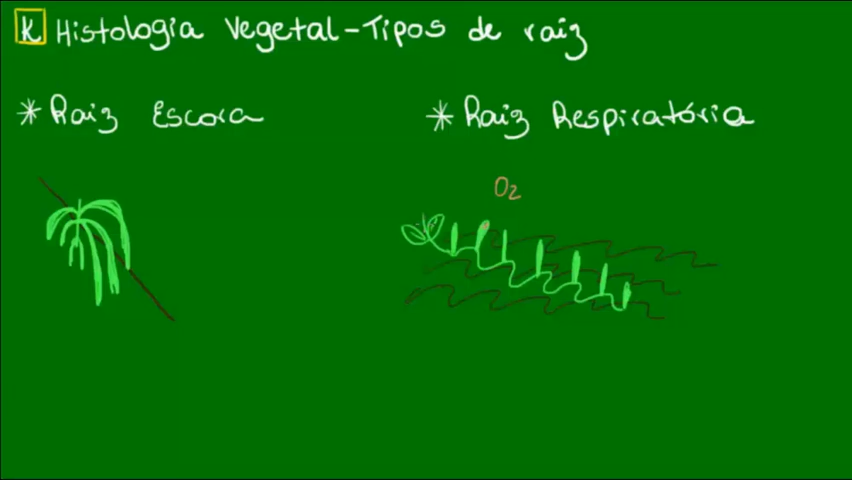 K Histologia Vegetal-Tipos de raiz
* Raiz Escora
* Raiz Respiratória
O2